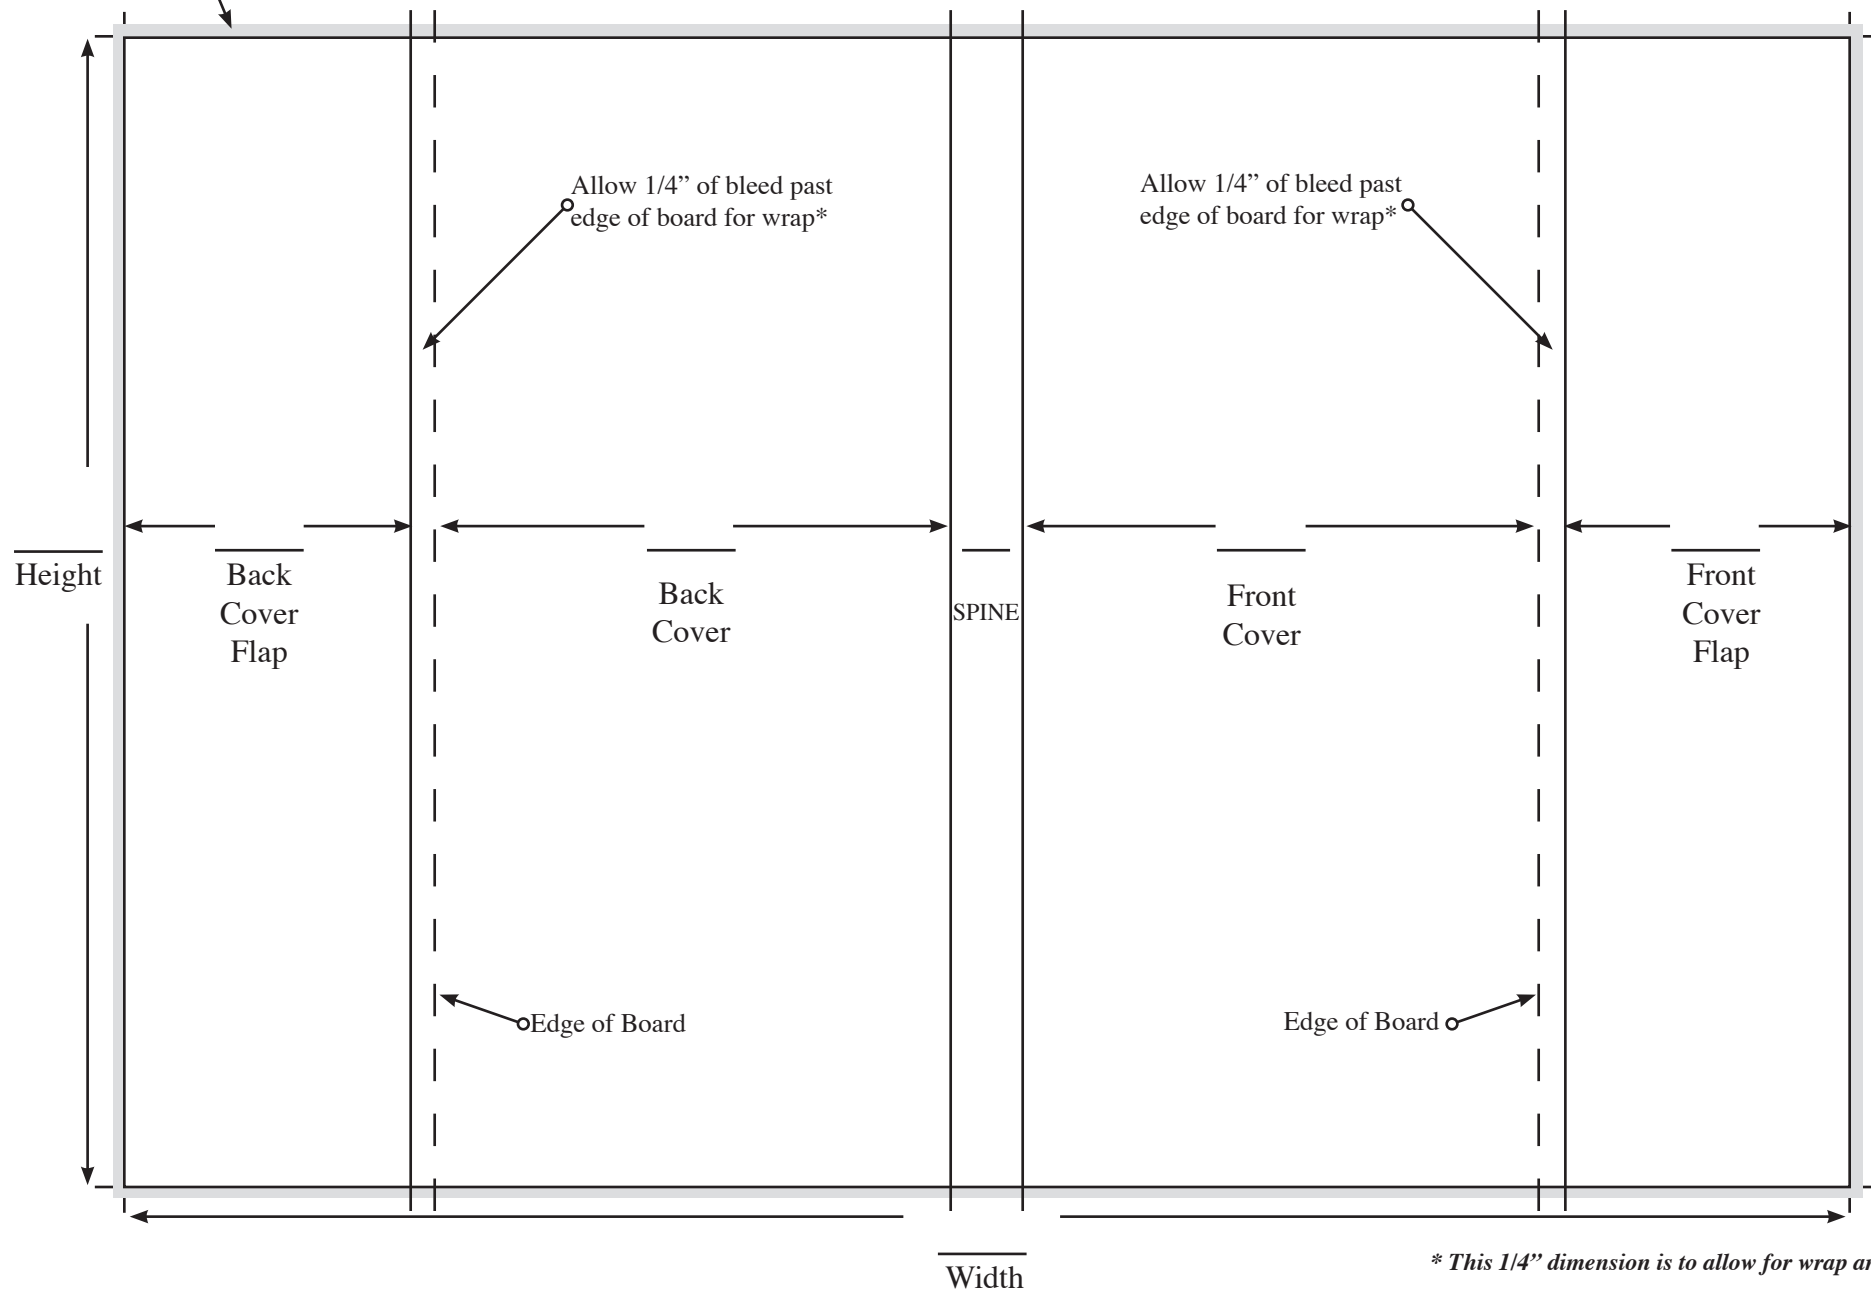 Allow 1/4” of bleed past
edge of board for wrap*
Allow 1/4” of bleed past
edge of board for wrap*
Height
Back
Cover
Flap
Back
Cover
SPINE
Front
Cover
Front
Cover
Flap
Edge of Board
Edge of Board
Width
* This 1/4” dimension is to allow for wrap